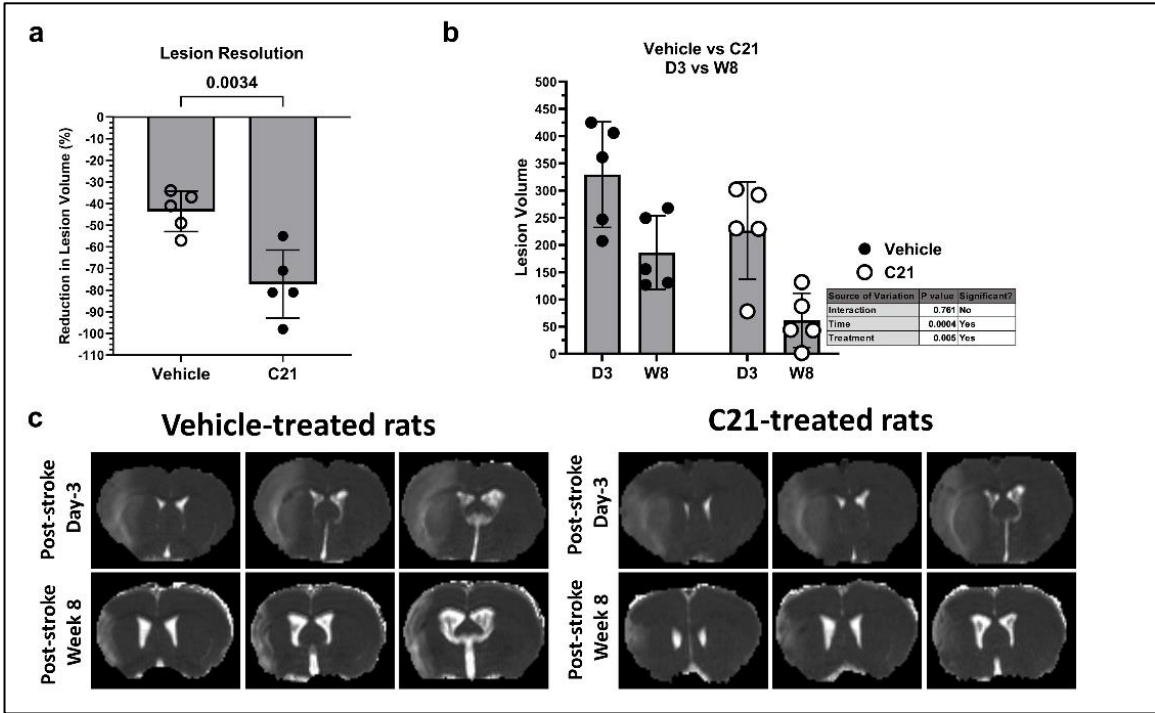 a
Lesion Resolution
0.0034
Reduction in Lesion Volume (%)
0
-10
-20
-30
-40
-50
-60
-70
-80
-90
-100
-110
Vehicle
C21
b
Vehicle vs C21
D3 vs W8
Lesion Volume
500
450
400
350
300
250
200
150
100
50
0
D3
W8
D3
W8
Vehicle
C21
Source of Variation P value Significant?
Interaction 0.761 No
Time 0.0004 Yes
Treatment 0.005 Yes
c
Vehicle-treated rats
Post-stroke
Day-3
Post-stroke
Week 8
C21-treated rats
Post-stroke
Day-3
Post-stroke
Week 8